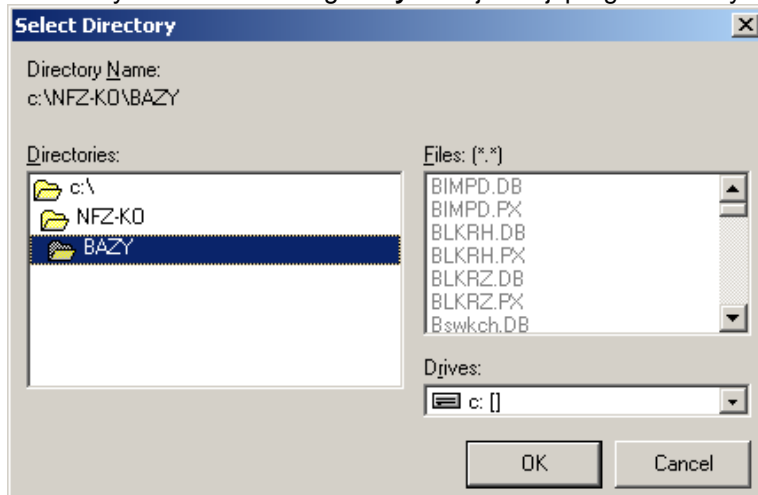 Select Directory
Directory Name:
c:\NFZ-KO\BAZY
Directories:
c:\
NFZ-KO
BAZY
Files: (*.*)
BIMPD.DB
BIMPD.PX
BLKRH.DB
BLKRH.PX
BLKRZ.DB
BLKRZ.PX
Bswkch.DB
Drives:
c: []
OK
Cancel